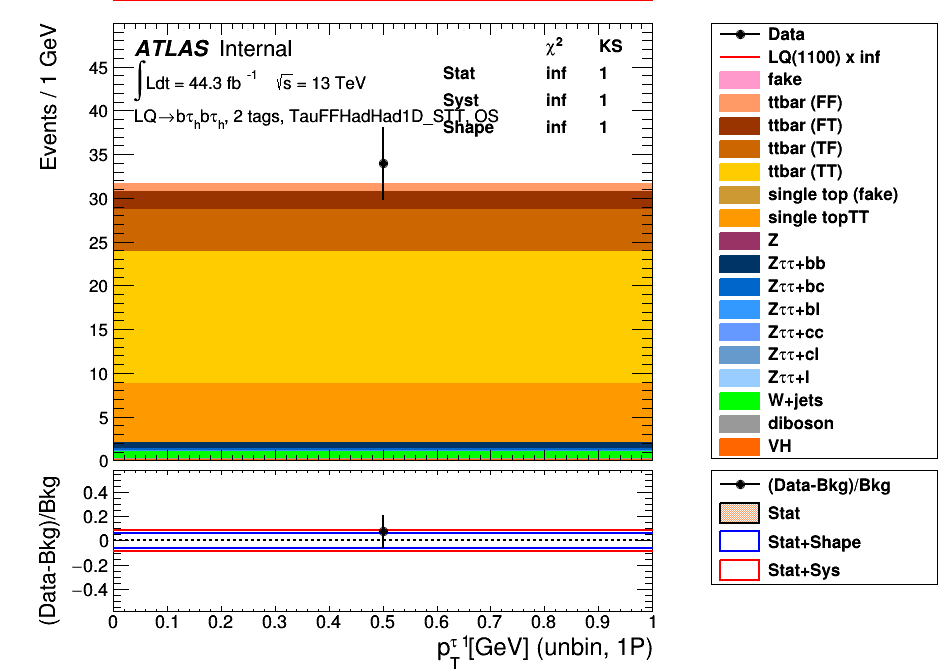 Events / 1 GeV
ATLAS Internal
∫Ldt = 44.3 fb⁻¹ √s = 13 TeV
LQ→bτ_h bτ_h, 2 tags, TauFFHadHad1D_STT, OS
χ² KS
Stat inf 1
Syst inf 1
Shape inf 1
45
40
35
30
25
20
15
10
5
0
Data
LQ(1100) x inf
fake
ttbar (FF)
ttbar (FT)
ttbar (TF)
ttbar (TT)
single top (fake)
single topTT
Z
Zττ+bb
Zττ+bc
Zττ+bl
Zττ+cc
Zττ+cl
Zττ+l
W+jets
diboson
VH
(Data-Bkg)/Bkg
0.4
0.2
0
−0.2
−0.4
0 0.1 0.2 0.3 0.4 0.5 0.6 0.7 0.8 0.9 1
p_T^τ1[GeV] (unbin, 1P)
(Data-Bkg)/Bkg
Stat
Stat+Shape
Stat+Sys